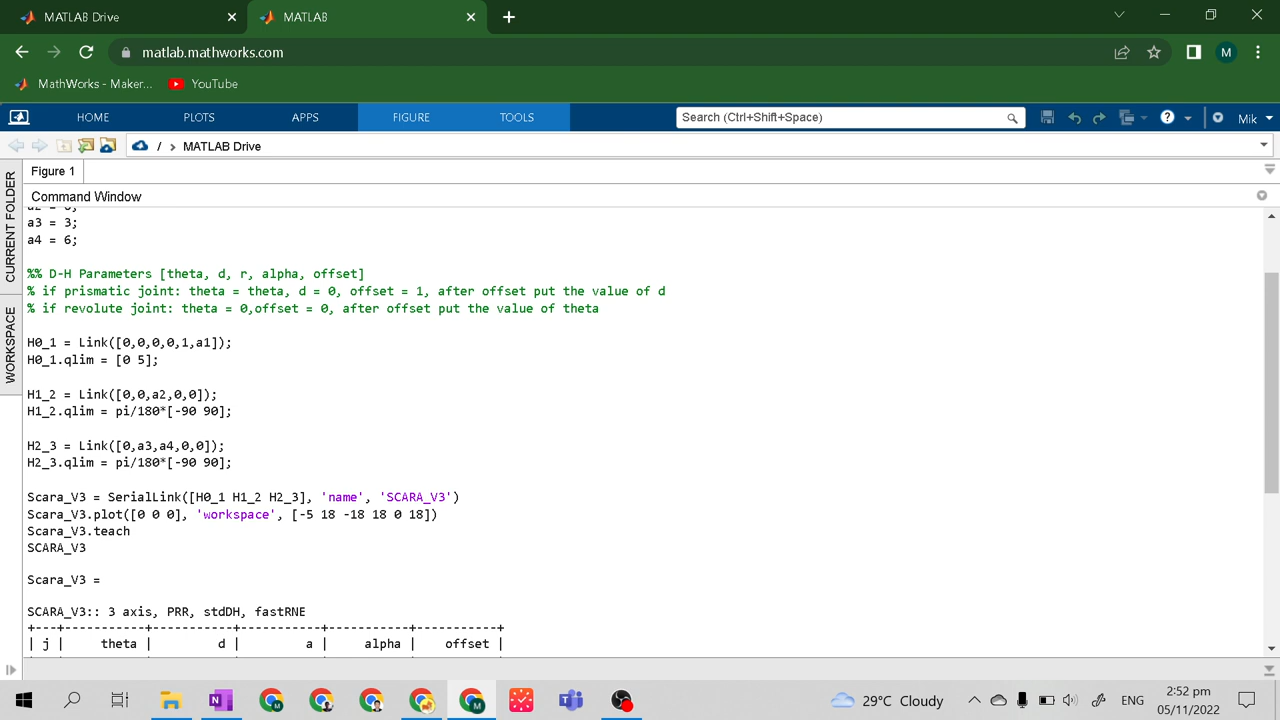 MATLAB Drive
MATLAB
matlab.mathworks.com
M
MathWorks - Maker...
YouTube
HOME
PLOTS
APPS
FIGURE
TOOLS
Search (Ctrl+Shift+Space)
Mik
/ > MATLAB Drive
CURRENT FOLDER
WORKSPACE
Figure 1
Command Window
a3 = 3;
a4 = 6;
%% D-H Parameters [theta, d, r, alpha, offset]
% if prismatic joint: theta = theta, d = 0, offset = 1, after offset put the value of d
% if revolute joint: theta = 0,offset = 0, after offset put the value of theta
H0_1 = Link([0,0,0,0,1,a1]);
H0_1.qlim = [0 5];
H1_2 = Link([0,0,a2,0,0]);
H1_2.qlim = pi/180*[-90 90];
H2_3 = Link([0,a3,a4,0,0]);
H2_3.qlim = pi/180*[-90 90];
Scara_V3 = SerialLink([H0_1 H1_2 H2_3], 'name', 'SCARA_V3')
Scara_V3.plot([0 0 0], 'workspace', [-5 18 -18 18 0 18])
Scara_V3.teach
SCARA_V3
Scara_V3 =
SCARA_V3:: 3 axis, PRR, stdDH, fastRNE
+---+-----------+-----------+-----------+-----------+-----------+
| j |     theta |         d |         a |     alpha |    offset |
29°C Cloudy
ENG
2:52 pm
05/11/2022